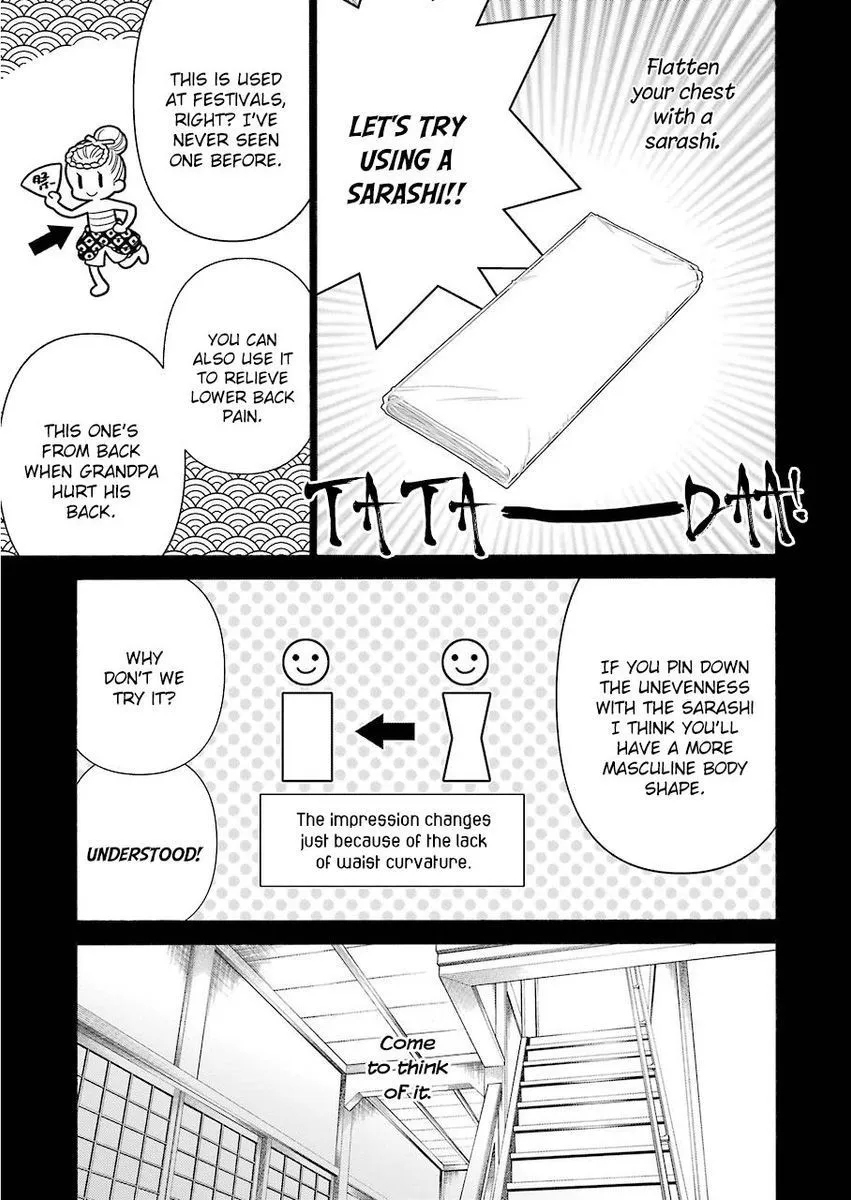 Flatten
your chest
with a
sarashi.
LET'S TRY
USING A
SARASHI!!
TATA—DAA!
THIS IS USED
AT FESTIVALS,
RIGHT? I'VE
NEVER SEEN
ONE BEFORE.
祭
YOU CAN
ALSO USE IT
TO RELIEVE
LOWER BACK
PAIN.
THIS ONE'S
FROM BACK
WHEN GRANDPA
HURT HIS
BACK.
IF YOU PIN DOWN
THE UNEVENNESS
WITH THE SARASHI
I THINK YOU'LL
HAVE A MORE
MASCULINE BODY
SHAPE.
The impression changes
just because of the lack
of waist curvature.
WHY
DON'T WE
TRY IT?
UNDERSTOOD!
Come
to think
of it.